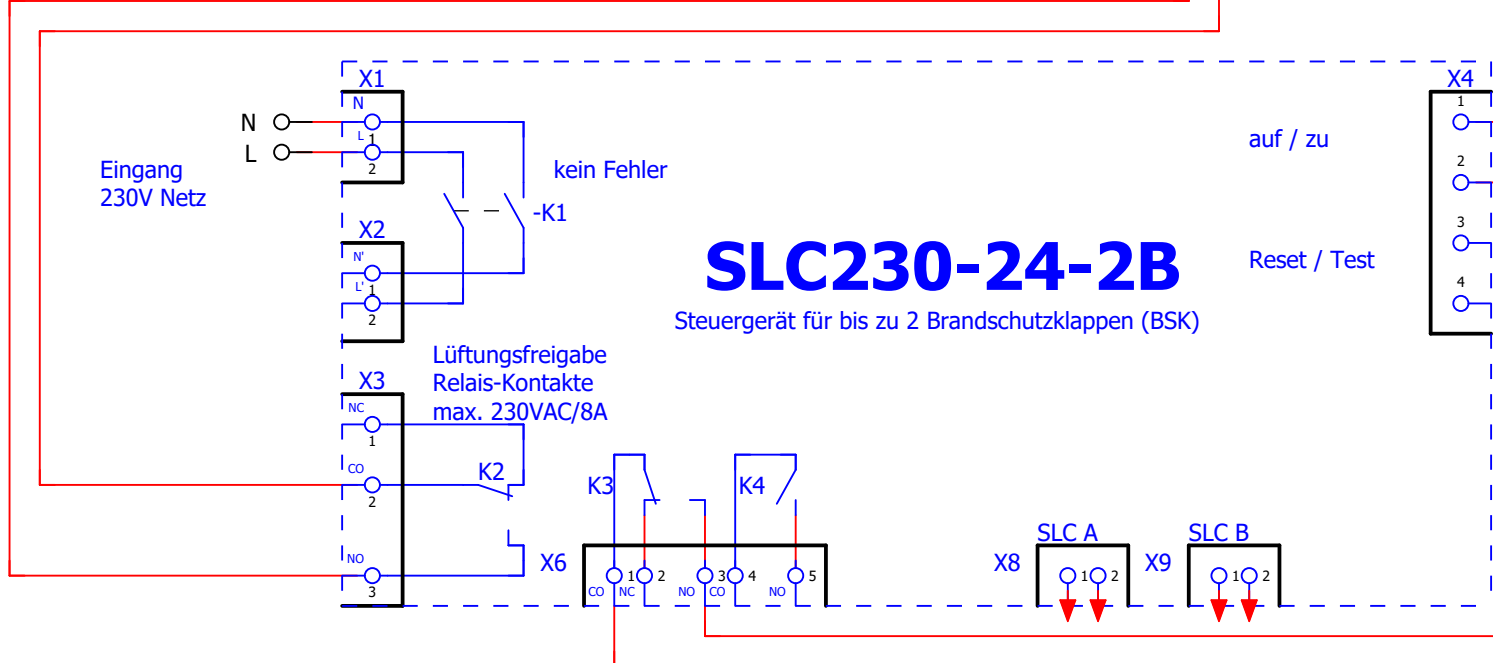 X1
X4
N
1
N
L
1
auf / zu
L
2
Eingang
230V Netz
kein Fehler
2
-K1
X2
3
N'
SLC230-24-2B
Reset / Test
L'
1
4
2
Steuergerät für bis zu 2 Brandschutzklappen (BSK)
Lüftungsfreigabe
Relais-Kontakte
max. 230VAC/8A
X3
NC
1
CO
K2
2
K3
K4
NO
3
X6
CO
1
NC
2
NO
3
CO
4
NO
5
SLC A
X8
1
2
SLC B
X9
1
2